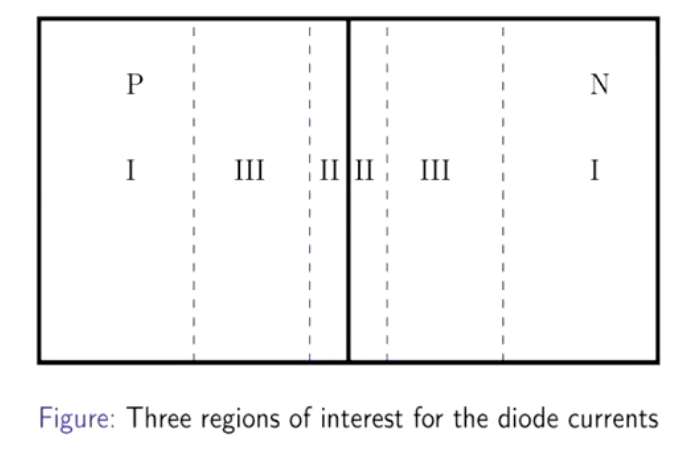 P N
I III II II III I
Figure: Three regions of interest for the diode currents